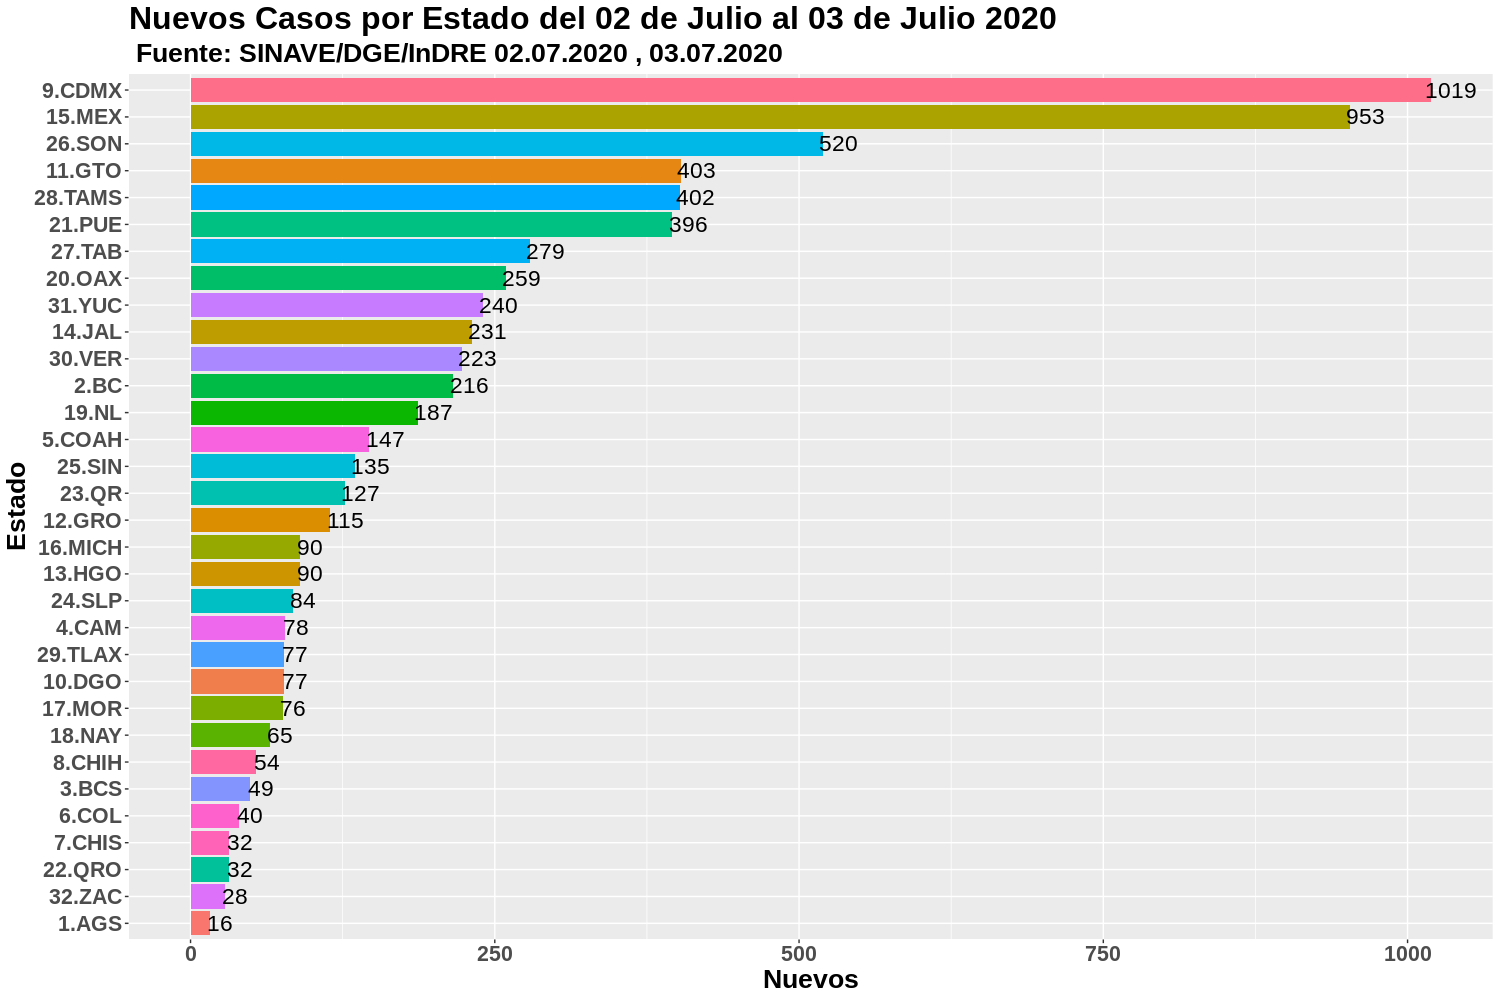 Nuevos Casos por Estado del 02 de Julio al 03 de Julio 2020
Fuente: SINAVE/DGE/InDRE 02.07.2020 , 03.07.2020
Estado
9.CDMX 1019
15.MEX 953
26.SON 520
11.GTO 403
28.TAMS 402
21.PUE 396
27.TAB 279
20.OAX 259
31.YUC 240
14.JAL 231
30.VER 223
2.BC 216
19.NL 187
5.COAH 147
25.SIN 135
23.QR 127
12.GRO 115
16.MICH 90
13.HGO 90
24.SLP 84
4.CAM 78
29.TLAX 77
10.DGO 77
17.MOR 76
18.NAY 65
8.CHIH 54
3.BCS 49
6.COL 40
7.CHIS 32
22.QRO 32
32.ZAC 28
1.AGS 16
0 250 500 750 1000
Nuevos